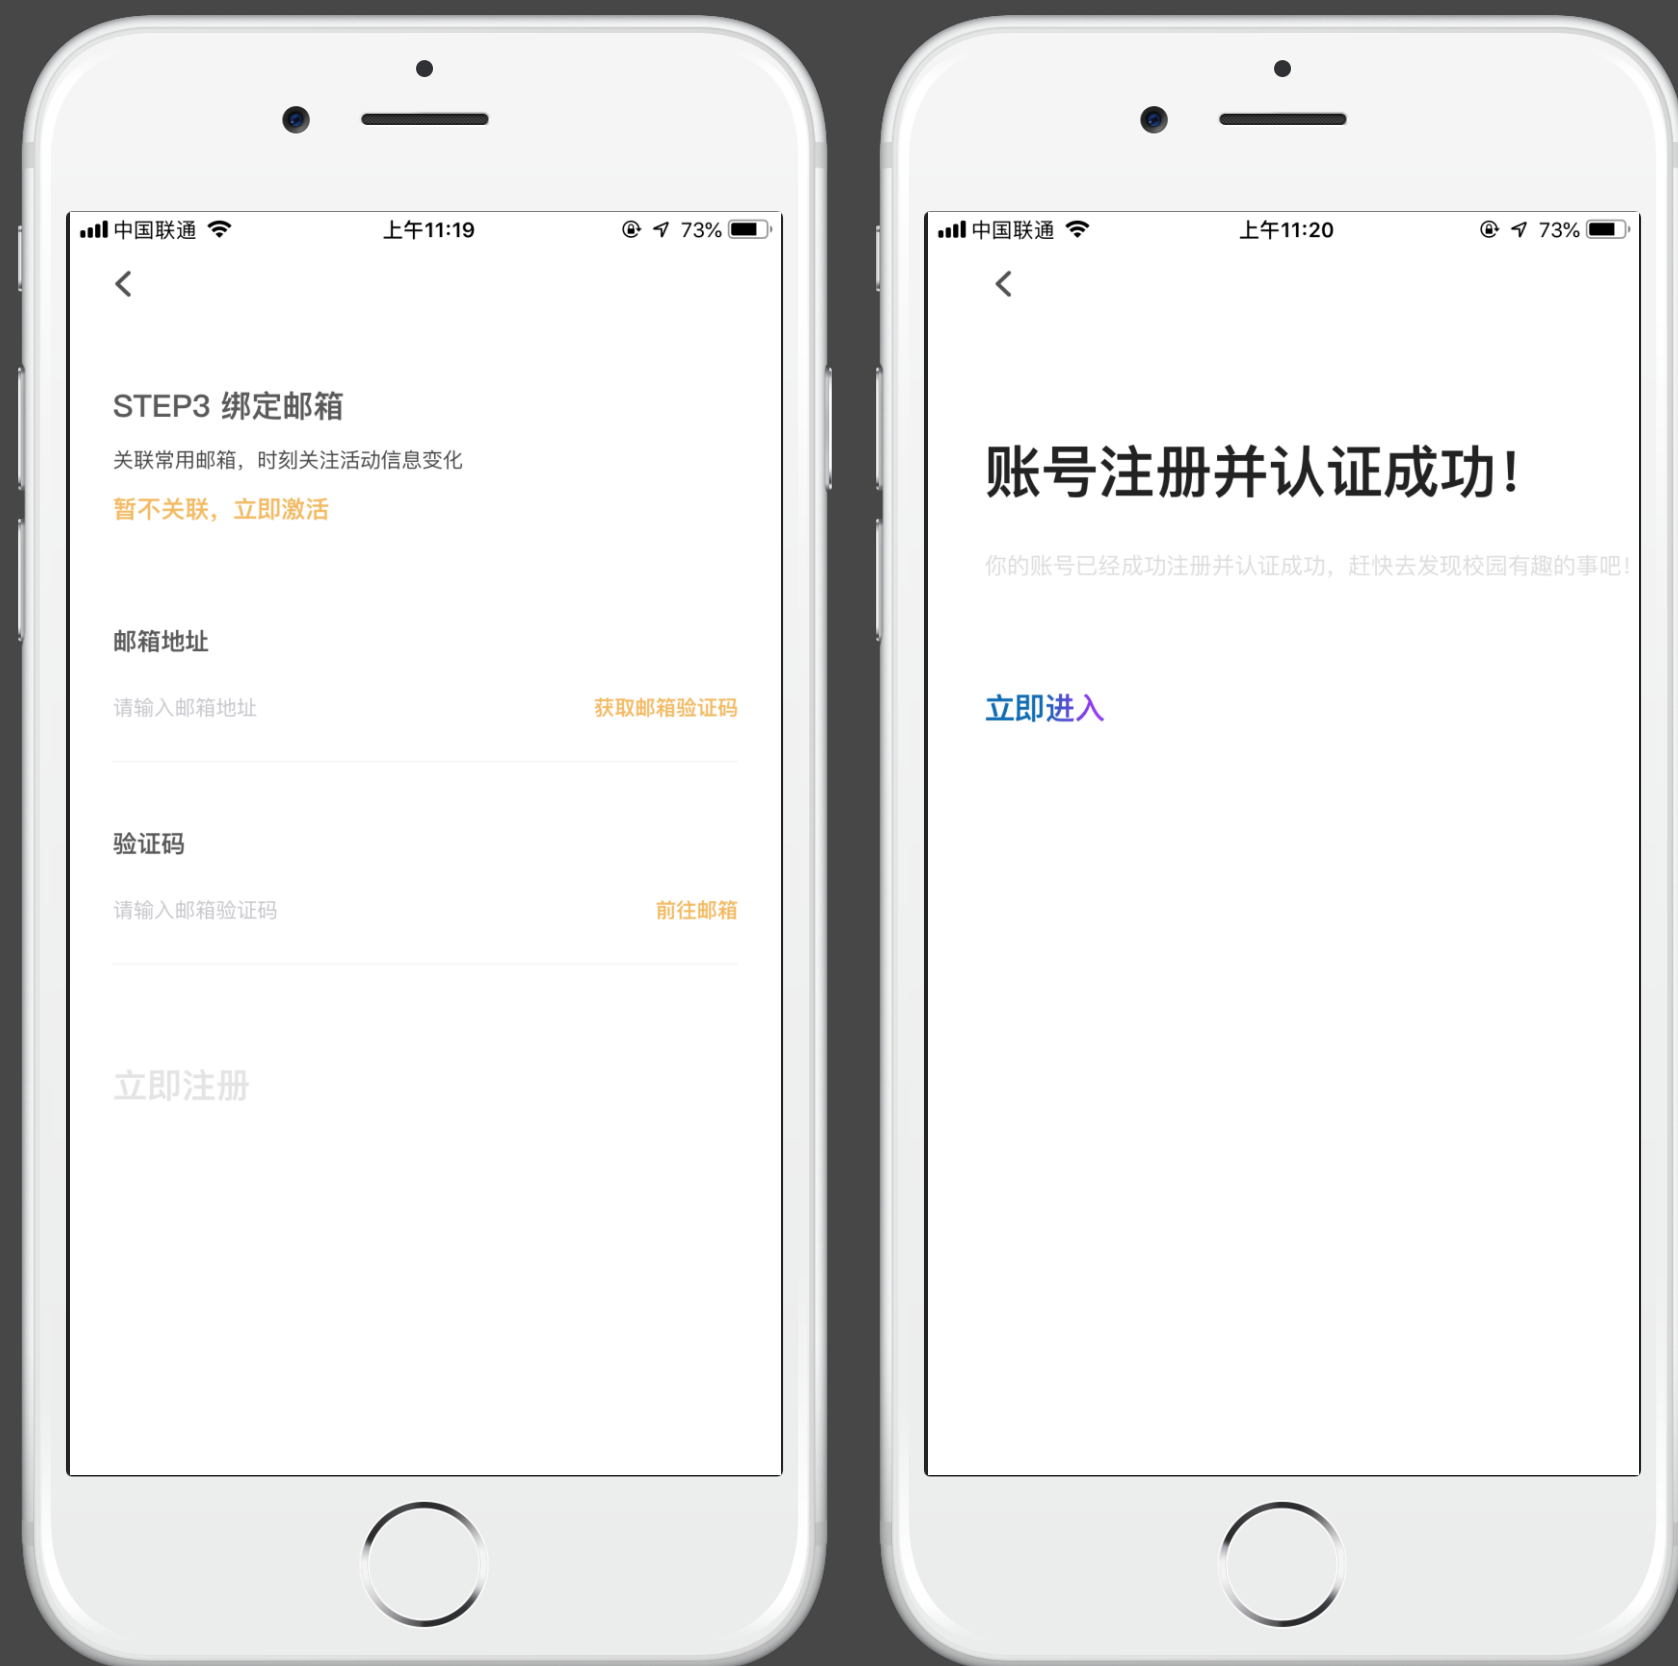 中国联通 上午11:19 73%
STEP3 绑定邮箱
关联常用邮箱，时刻关注活动信息变化
暂不关联，立即激活
邮箱地址
请输入邮箱地址 获取邮箱验证码
验证码
请输入邮箱验证码 前往邮箱
立即注册
中国联通 上午11:20 73%
账号注册并认证成功！
你的账号已经成功注册并认证成功，赶快去发现校园有趣的事吧！
立即进入